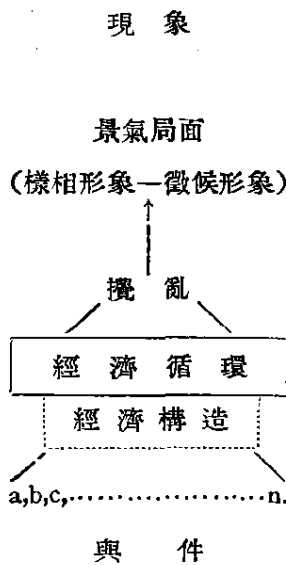 現象
景氣局面
(樣相形象—徵候形象)
攪亂
經濟循環
經濟構造
a,b,c,……………………n.
與件